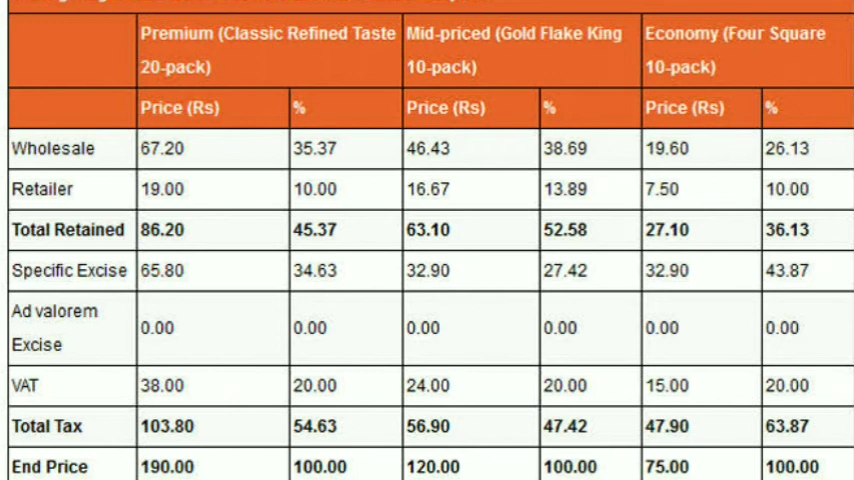 Premium (Classic Refined Taste 20-pack) Mid-priced (Gold Flake King 10-pack) Economy (Four Square 10-pack)
Price (Rs) % Price (Rs) % Price (Rs) %
Wholesale 67.20 35.37 46.43 38.69 19.60 26.13
Retailer 19.00 10.00 16.67 13.89 7.50 10.00
Total Retained 86.20 45.37 63.10 52.58 27.10 36.13
Specific Excise 65.80 34.63 32.90 27.42 32.90 43.87
Ad valorem Excise 0.00 0.00 0.00 0.00 0.00 0.00
VAT 38.00 20.00 24.00 20.00 15.00 20.00
Total Tax 103.80 54.63 56.90 47.42 47.90 63.87
End Price 190.00 100.00 120.00 100.00 75.00 100.00